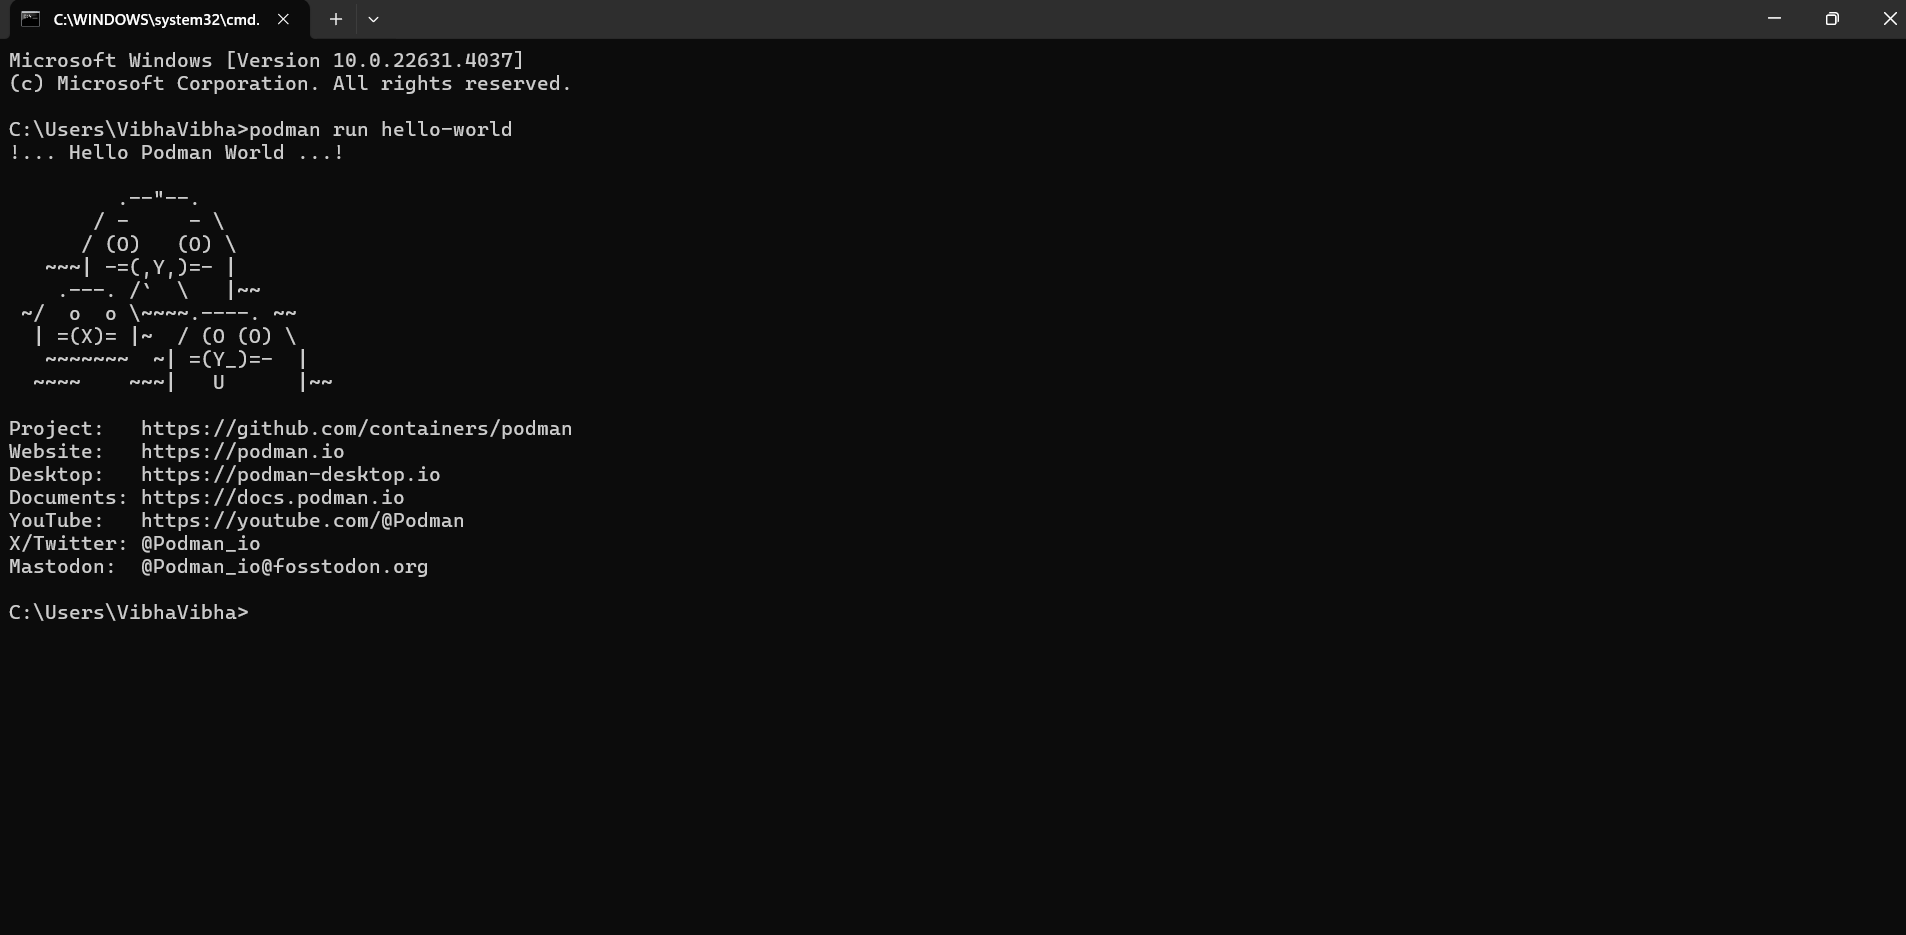 C:\WINDOWS\system32\cmd.
Microsoft Windows [Version 10.0.22631.4037]
(c) Microsoft Corporation. All rights reserved.

C:\Users\VibhaVibha>podman run hello-world
!... Hello Podman World ...!

         .--"--.
       / -     - \
      / (O)   (O) \
   ~~~| -=(,Y,)=- |
    .---. /`  \   |~~
 ~/  o  o \~~~~.----. ~~
  | =(X)= |~  / (O (O) \
   ~~~~~~~  ~| =(Y_)=-  |
  ~~~~    ~~~|   U      |~~

Project:   https://github.com/containers/podman
Website:   https://podman.io
Desktop:   https://podman-desktop.io
Documents: https://docs.podman.io
YouTube:   https://youtube.com/@Podman
X/Twitter: @Podman_io
Mastodon:  @Podman_io@fosstodon.org

C:\Users\VibhaVibha>